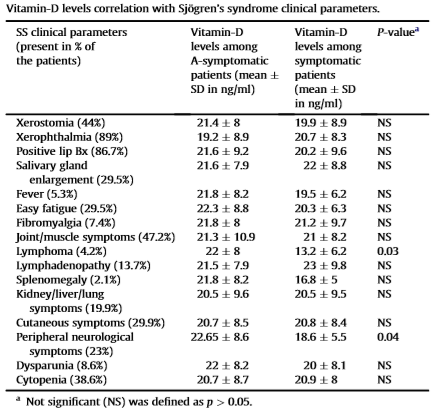 Vitamin-D levels correlation with Sjögren's syndrome clinical parameters.
SS clinical parameters Vitamin-D Vitamin-D P-valueᵃ
(present in % of levels among levels among
the patients) A-symptomatic symptomatic
patients (mean ± patients
SD in ng/ml) (mean ± SD
in ng/ml)
Xerostomia (44%) 21.4 ± 8 19.9 ± 8.9 NS
Xerophthalmia (89%) 19.2 ± 8.9 20.7 ± 8.3 NS
Positive lip Bx (86.7%) 21.6 ± 9.2 20.2 ± 9.6 NS
Salivary gland 21.6 ± 7.9 22 ± 8.8 NS
enlargement (29.5%)
Fever (5.3%) 21.8 ± 8.2 19.5 ± 6.2 NS
Easy fatigue (29.5%) 22.3 ± 8.8 20.3 ± 6.3 NS
Fibromyalgia (7.4%) 21.8 ± 8 21.2 ± 9.7 NS
Joint/muscle symptoms (47.2%) 21.3 ± 10.9 21 ± 8.2 NS
Lymphoma (4.2%) 22 ± 8 13.2 ± 6.2 0.03
Lymphadenopathy (13.7%) 21.5 ± 7.9 23 ± 9.8 NS
Splenomegaly (2.1%) 21.8 ± 8.2 16.8 ± 5 NS
Kidney/liver/lung 20.5 ± 9.6 20.5 ± 9.5 NS
symptoms (19.9%)
Cutaneous symptoms (29.9%) 20.7 ± 8.5 20.8 ± 8.4 NS
Peripheral neurological 22.65 ± 8.6 18.6 ± 5.5 0.04
symptoms (23%)
Dysparunia (8.6%) 22 ± 8.2 20 ± 8.1 NS
Cytopenia (38.6%) 20.7 ± 8.7 20.9 ± 8 NS
ᵃ Not significant (NS) was defined as p > 0.05.